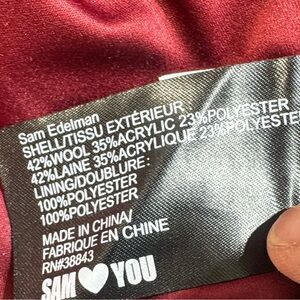 Sam Edelman
SHELL/TISSU EXTÉRIEUR
42%WOOL 35%ACRYLIC 23%POLYESTER
42%LAINE 35%ACRYLIQUE 23%POLYESTER
LINING/DOUBLURE:
100%POLYESTER
100%POLYESTER
MADE IN CHINA/
FABRIQUE EN CHINE
RN#38843
SAM ♥ YOU